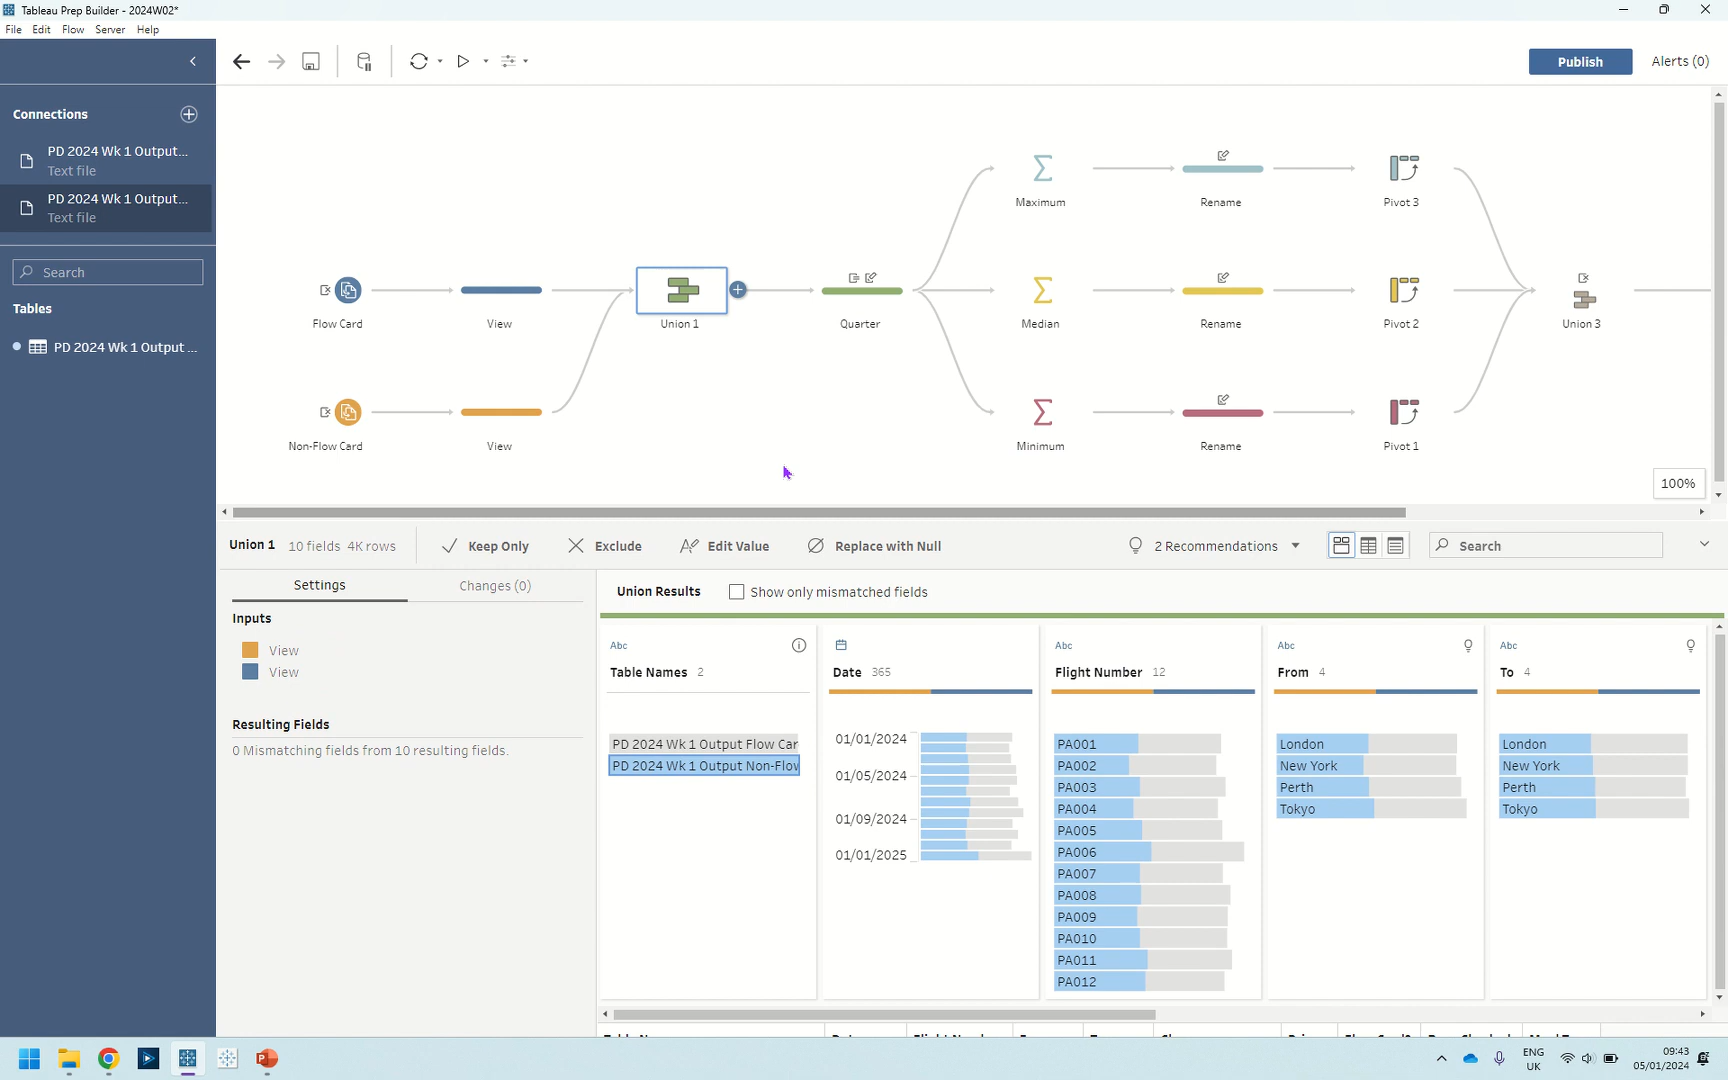 Tableau Prep Builder - 2024W02*
File Edit Flow Server Help
Publish
Alerts (0)
Connections
PD 2024 Wk 1 Output...
Text file
PD 2024 Wk 1 Output...
Text file
Search
Tables
PD 2024 Wk 1 Output ...
Maximum
Rename
Pivot 3
Flow Card
View
Union 1
Quarter
Median
Rename
Pivot 2
Union 3
Non-Flow Card
View
Minimum
Rename
Pivot 1
100%
Union 1 10 fields 4K rows
Keep Only
Exclude
Edit Value
Replace with Null
2 Recommendations
Search
Settings
Changes (0)
Inputs
View
View
Resulting Fields
0 Mismatching fields from 10 resulting fields.
Union Results
Show only mismatched fields
Abc
Table Names 2
PD 2024 Wk 1 Output Flow Car
PD 2024 Wk 1 Output Non-Flow
Date 365
01/01/2024
01/05/2024
01/09/2024
01/01/2025
Abc
Flight Number 12
PA001
PA002
PA003
PA004
PA005
PA006
PA007
PA008
PA009
PA010
PA011
PA012
Abc
From 4
London
New York
Perth
Tokyo
Abc
To 4
London
New York
Perth
Tokyo
ENG
UK
09:43
05/01/2024